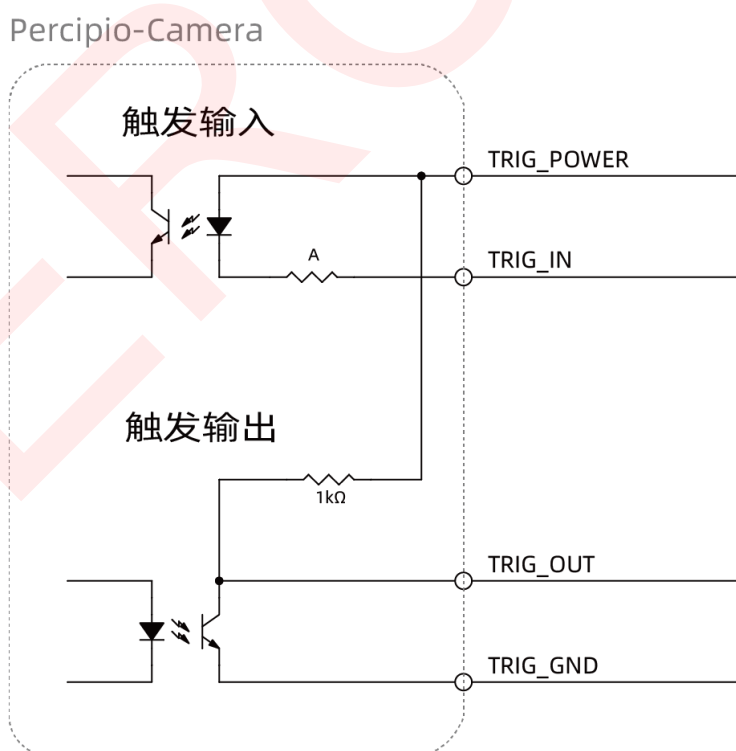 Percipio-Camera
触发输入
TRIG_POWER
A
TRIG_IN
触发输出
1kΩ
TRIG_OUT
TRIG_GND